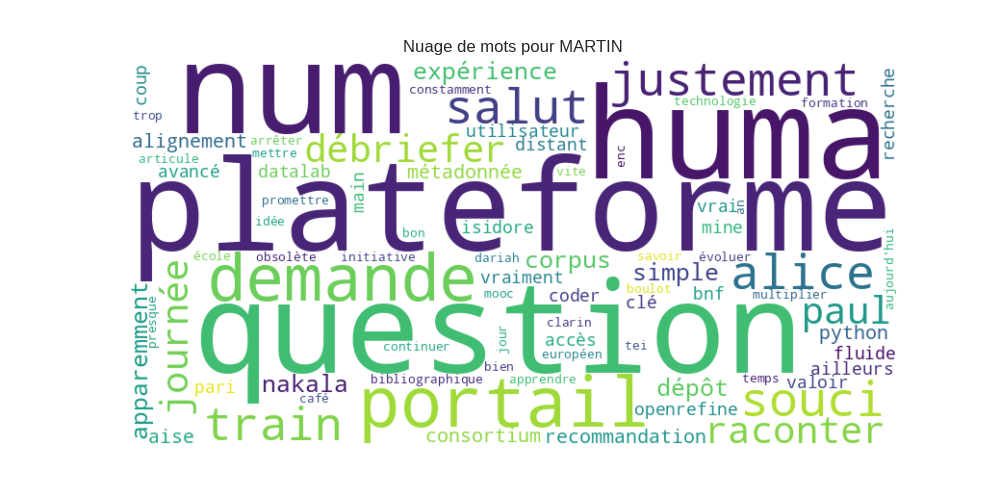 Nuage de mots pour MARTIN
coup
num
expérience
justement
constamment
salut
huma
technologie
formation
recherche
trop
alignement
arrêter
débriefer
utilisateur
distant
enc
articule
mettre
avancé
datalab
main
métadonnée
vite
plateforme
promettre
idée
bon
isidore
vrai
an
mine
école
obsolète
initiative
dariah
corpus
savoir
évoluer
aujourd'hui
journée
demande
vraiment
simple
alice
boulot
mooc
coder
clé
bnf
multiplier
apparemment
presque
question
jour
clarin
paul
python
continuer
accès
européen
tei
fluide
bien
ailleurs
pari
nakala
café
bibliographique
apprendre
dépôt
temps
valoir
portail
souci
aise
train
openrefine
consortium
recommandation
raconter